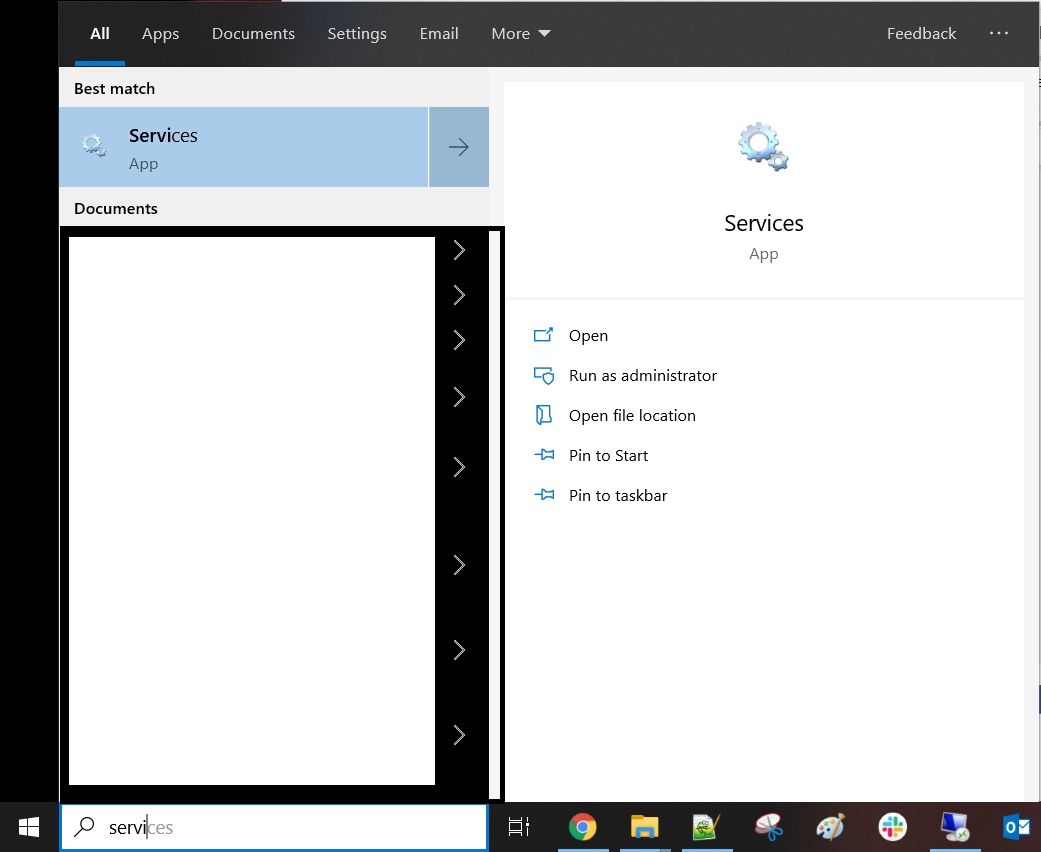 All Apps Documents Settings Email More Feedback ...
Best match
Services
App
Documents
Services
App
Open
Run as administrator
Open file location
Pin to Start
Pin to taskbar
services